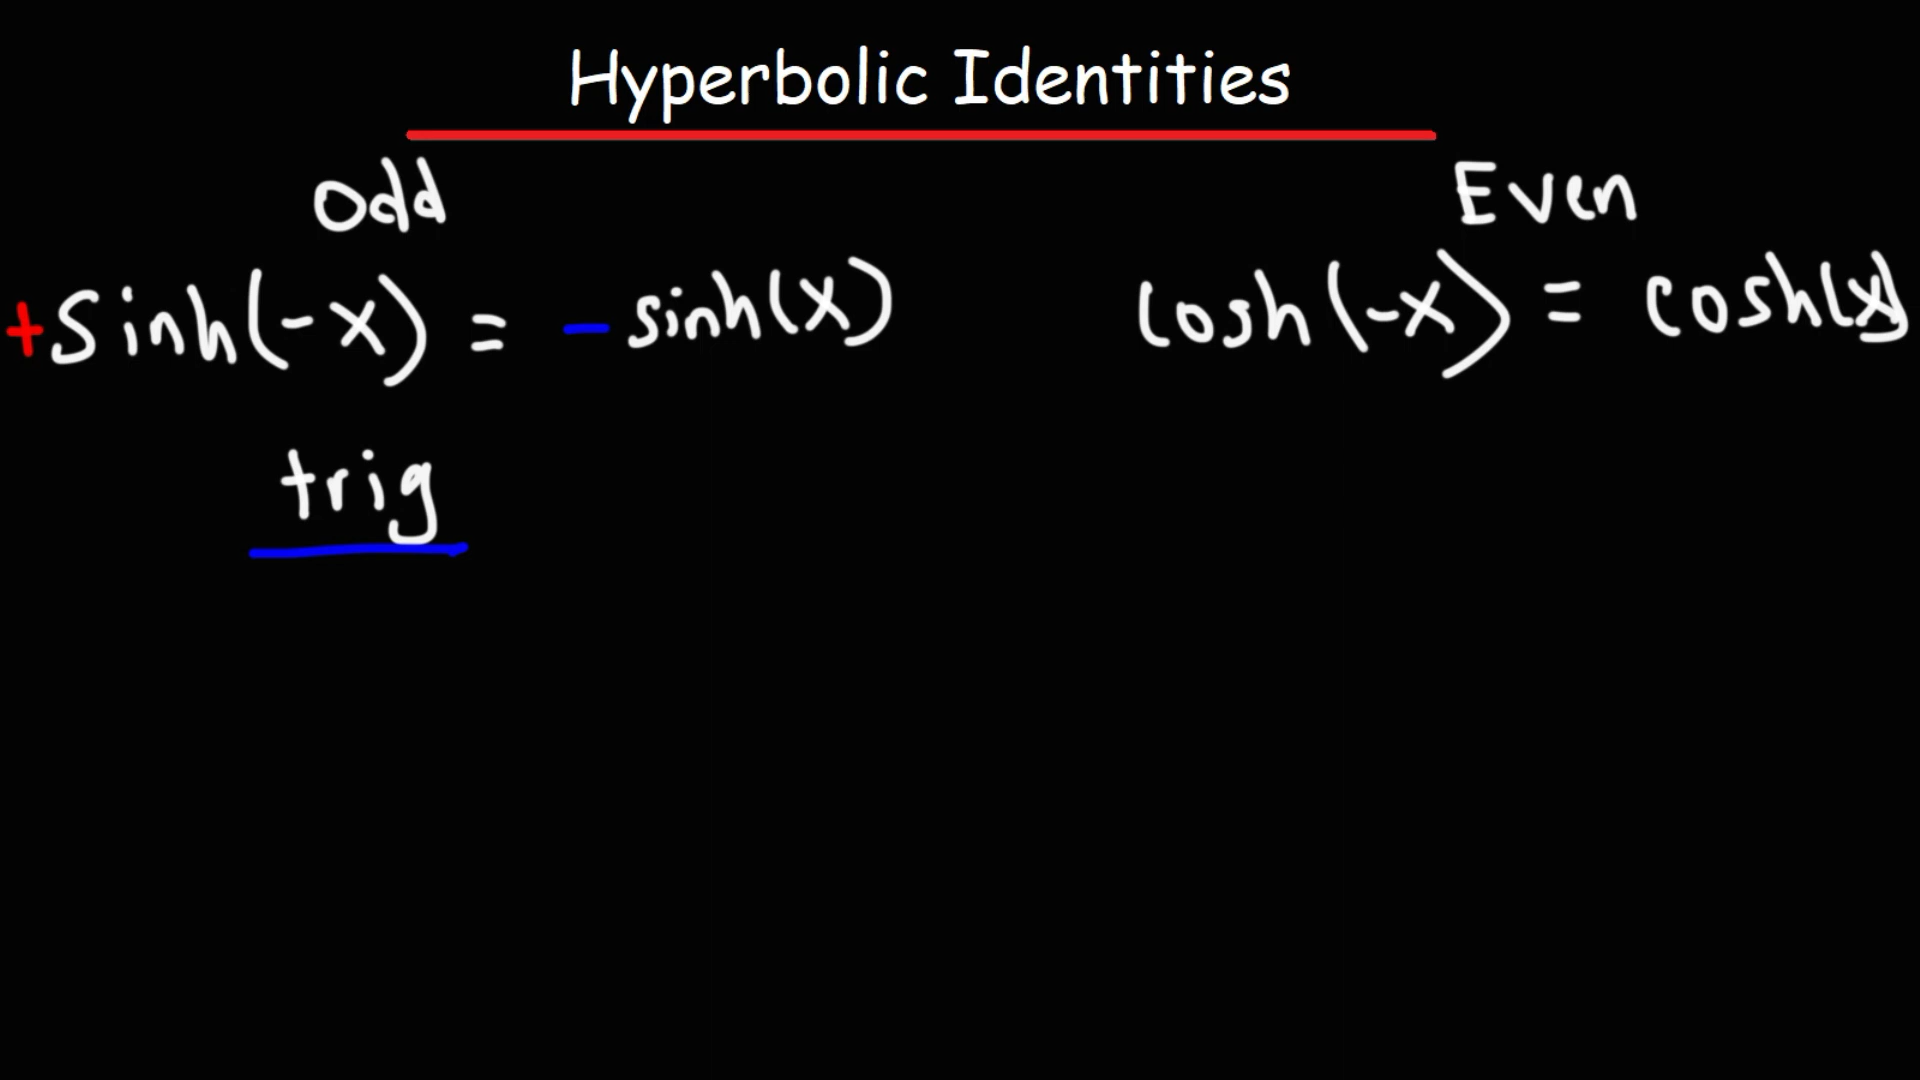 Hyperbolic Identities
Odd
Even
+Sinh(-x) = - sinh(x)
cosh(-x) = cosh(x)
trig